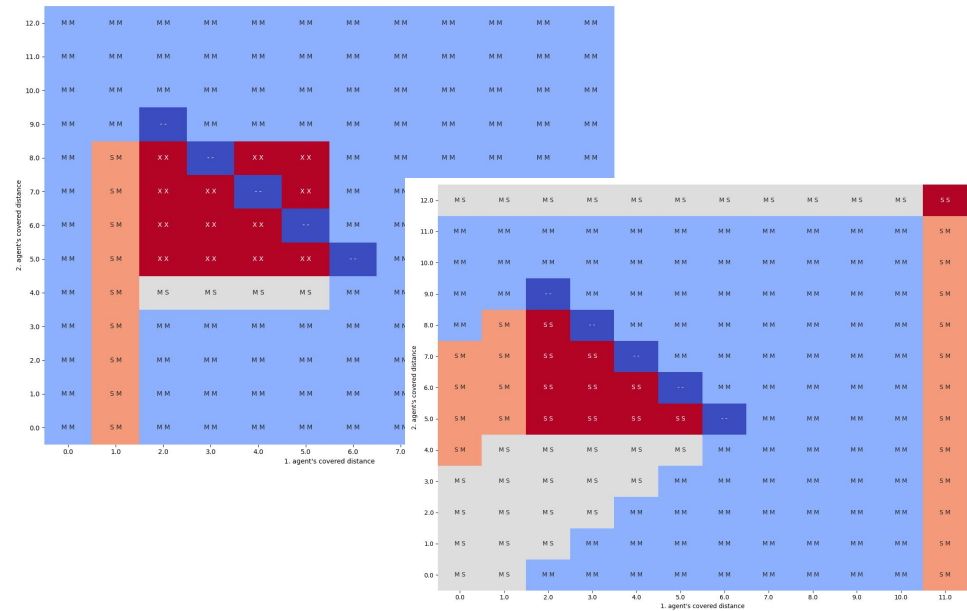 12.0 M M M M M M M M M M M M M M M M M M M M M M M M
11.0 M M M M M M M M M M M M M M M M M M M M M M M M
10.0 M M M M M M M M M M M M M M M M M M M M M M M M
9.0 M M M M - - M M M M M M M M M M M M M M M M M M
8.0 M M S M X X - - X X X X M M M M M M M M M M M M
7.0 M M S M X X X X - - X X M M M M
6.0 M M S M X X X X X X - - M M M M
5.0 M M S M X X X X X X X X - - M M
4.0 M M S M M S M S M S M S M M M M
3.0 M M S M M M M M M M M M M M M M
2.0 M M S M M M M M M M M M M M M M
1.0 M M S M M M M M M M M M M M M M
0.0 M M S M M M M M M M M M M M M M
0.0 1.0 2.0 3.0 4.0 5.0 6.0 7.0
1. agent's covered distance
2. agent's covered distance
12.0 M S M S M S M S M S M S M S M S M S M S M S S S
11.0 M M M M M M M M M M M M M M M M M M M M M M S M
10.0 M M M M M M M M M M M M M M M M M M M M M M S M
9.0 M M M M - - M M M M M M M M M M M M M M M M S M
8.0 M M S M S S - - M M M M M M M M M M M M M M S M
7.0 S M S M S S S S - - M M M M M M M M M M M M S M
6.0 S M S M S S S S S S - - M M M M M M M M M M S M
5.0 S M S M S S S S S S S S - - M M M M M M M M S M
4.0 S M M S M S M S M S M S M M M M M M M M M M S M
3.0 M S M S M S M S M S M M M M M M M M M M M M S M
2.0 M S M S M S M S M M M M M M M M M M M M M M S M
1.0 M S M S M S M M M M M M M M M M M M M M M M S M
0.0 M S M S M M M M M M M M M M M M M M M M M M S M
0.0 1.0 2.0 3.0 4.0 5.0 6.0 7.0 8.0 9.0 10.0 11.0
1. agent's covered distance
2. agent's covered distance